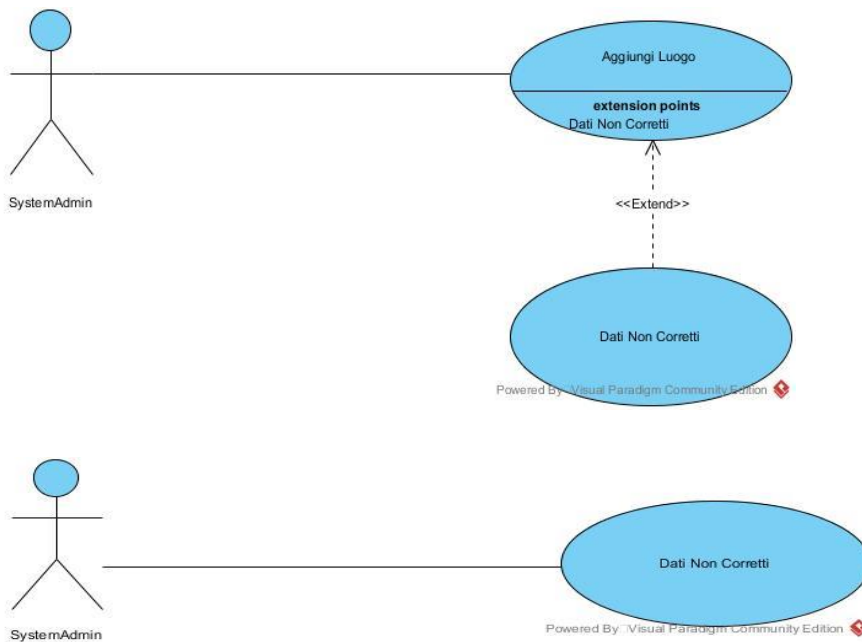 Aggiungi Luogo
extension points
Dati Non Corretti
SystemAdmin
<<Extend>>
Dati Non Corretti
Powered By Visual Paradigm Community Edition
Dati Non Corretti
Powered By Visual Paradigm Community Edition
SystemAdmin